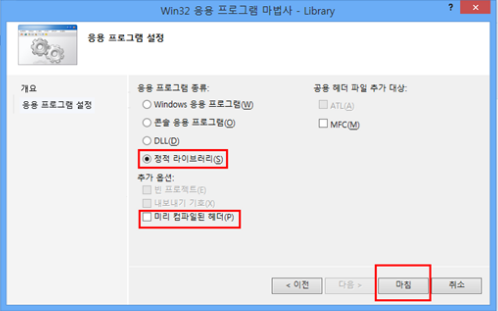 Win32 응용 프로그램 마법사 - Library
? ×
응용 프로그램 설정
개요
응용 프로그램 설정
응용 프로그램 종류:
Windows 응용 프로그램(W)
콘솔 응용 프로그램(O)
DLL(D)
정적 라이브러리(S)
추가 옵션:
빈 프로젝트(E)
내보내기 기호(X)
미리 컴파일된 헤더(P)
공용 헤더 파일 추가 대상:
ATL(A)
MFC(M)
< 이전
다음 >
마침
취소